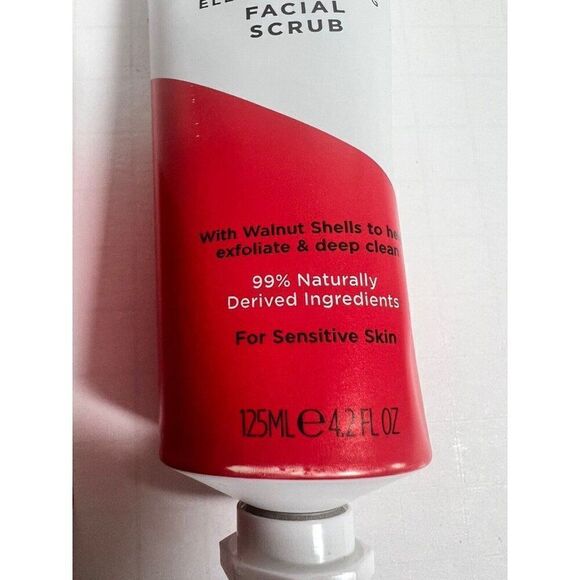 FACIAL
SCRUB
With Walnut Shells to
exfoliate & deep clean
99% Naturally
Derived Ingredients
For Sensitive Skin
125ML e 4.2 FL OZ